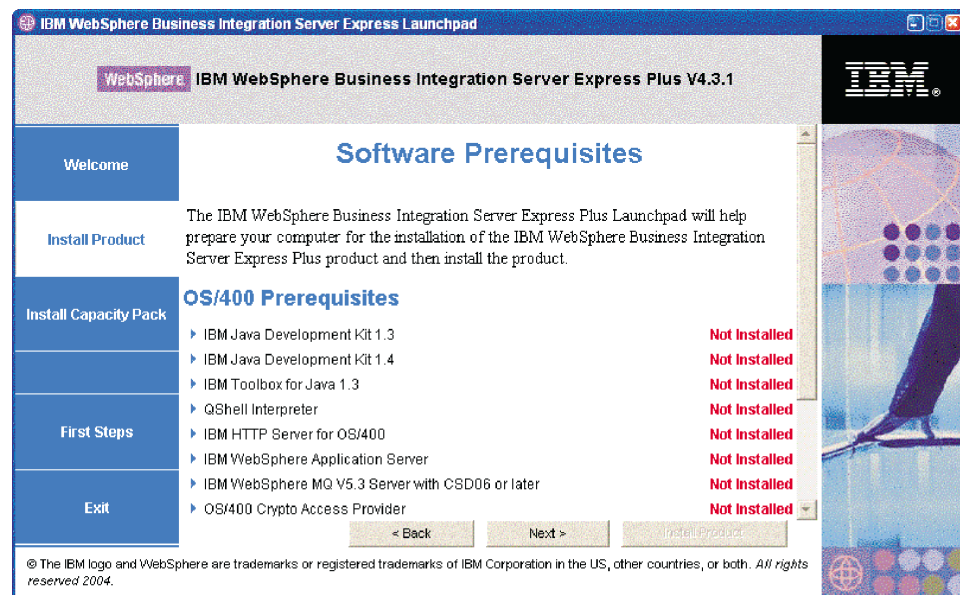 IBM WebSphere Business Integration Server Express Launchpad
WebSphere IBM WebSphere Business Integration Server Express Plus V4.3.1
IBM®
Welcome
Install Product
Install Capacity Pack
First Steps
Exit
Software Prerequisites
The IBM WebSphere Business Integration Server Express Plus Launchpad will help
prepare your computer for the installation of the IBM WebSphere Business Integration
Server Express Plus product and then install the product.
OS/400 Prerequisites
IBM Java Development Kit 1.3 Not Installed
IBM Java Development Kit 1.4 Not Installed
IBM Toolbox for Java 1.3 Not Installed
QShell Interpreter Not Installed
IBM HTTP Server for OS/400 Not Installed
IBM WebSphere Application Server Not Installed
IBM WebSphere MQ V5.3 Server with CSD06 or later Not Installed
OS/400 Crypto Access Provider Not Installed
< Back Next > Install Product
© The IBM logo and WebSphere are trademarks or registered trademarks of IBM Corporation in the US, other countries, or both. All rights
reserved 2004.